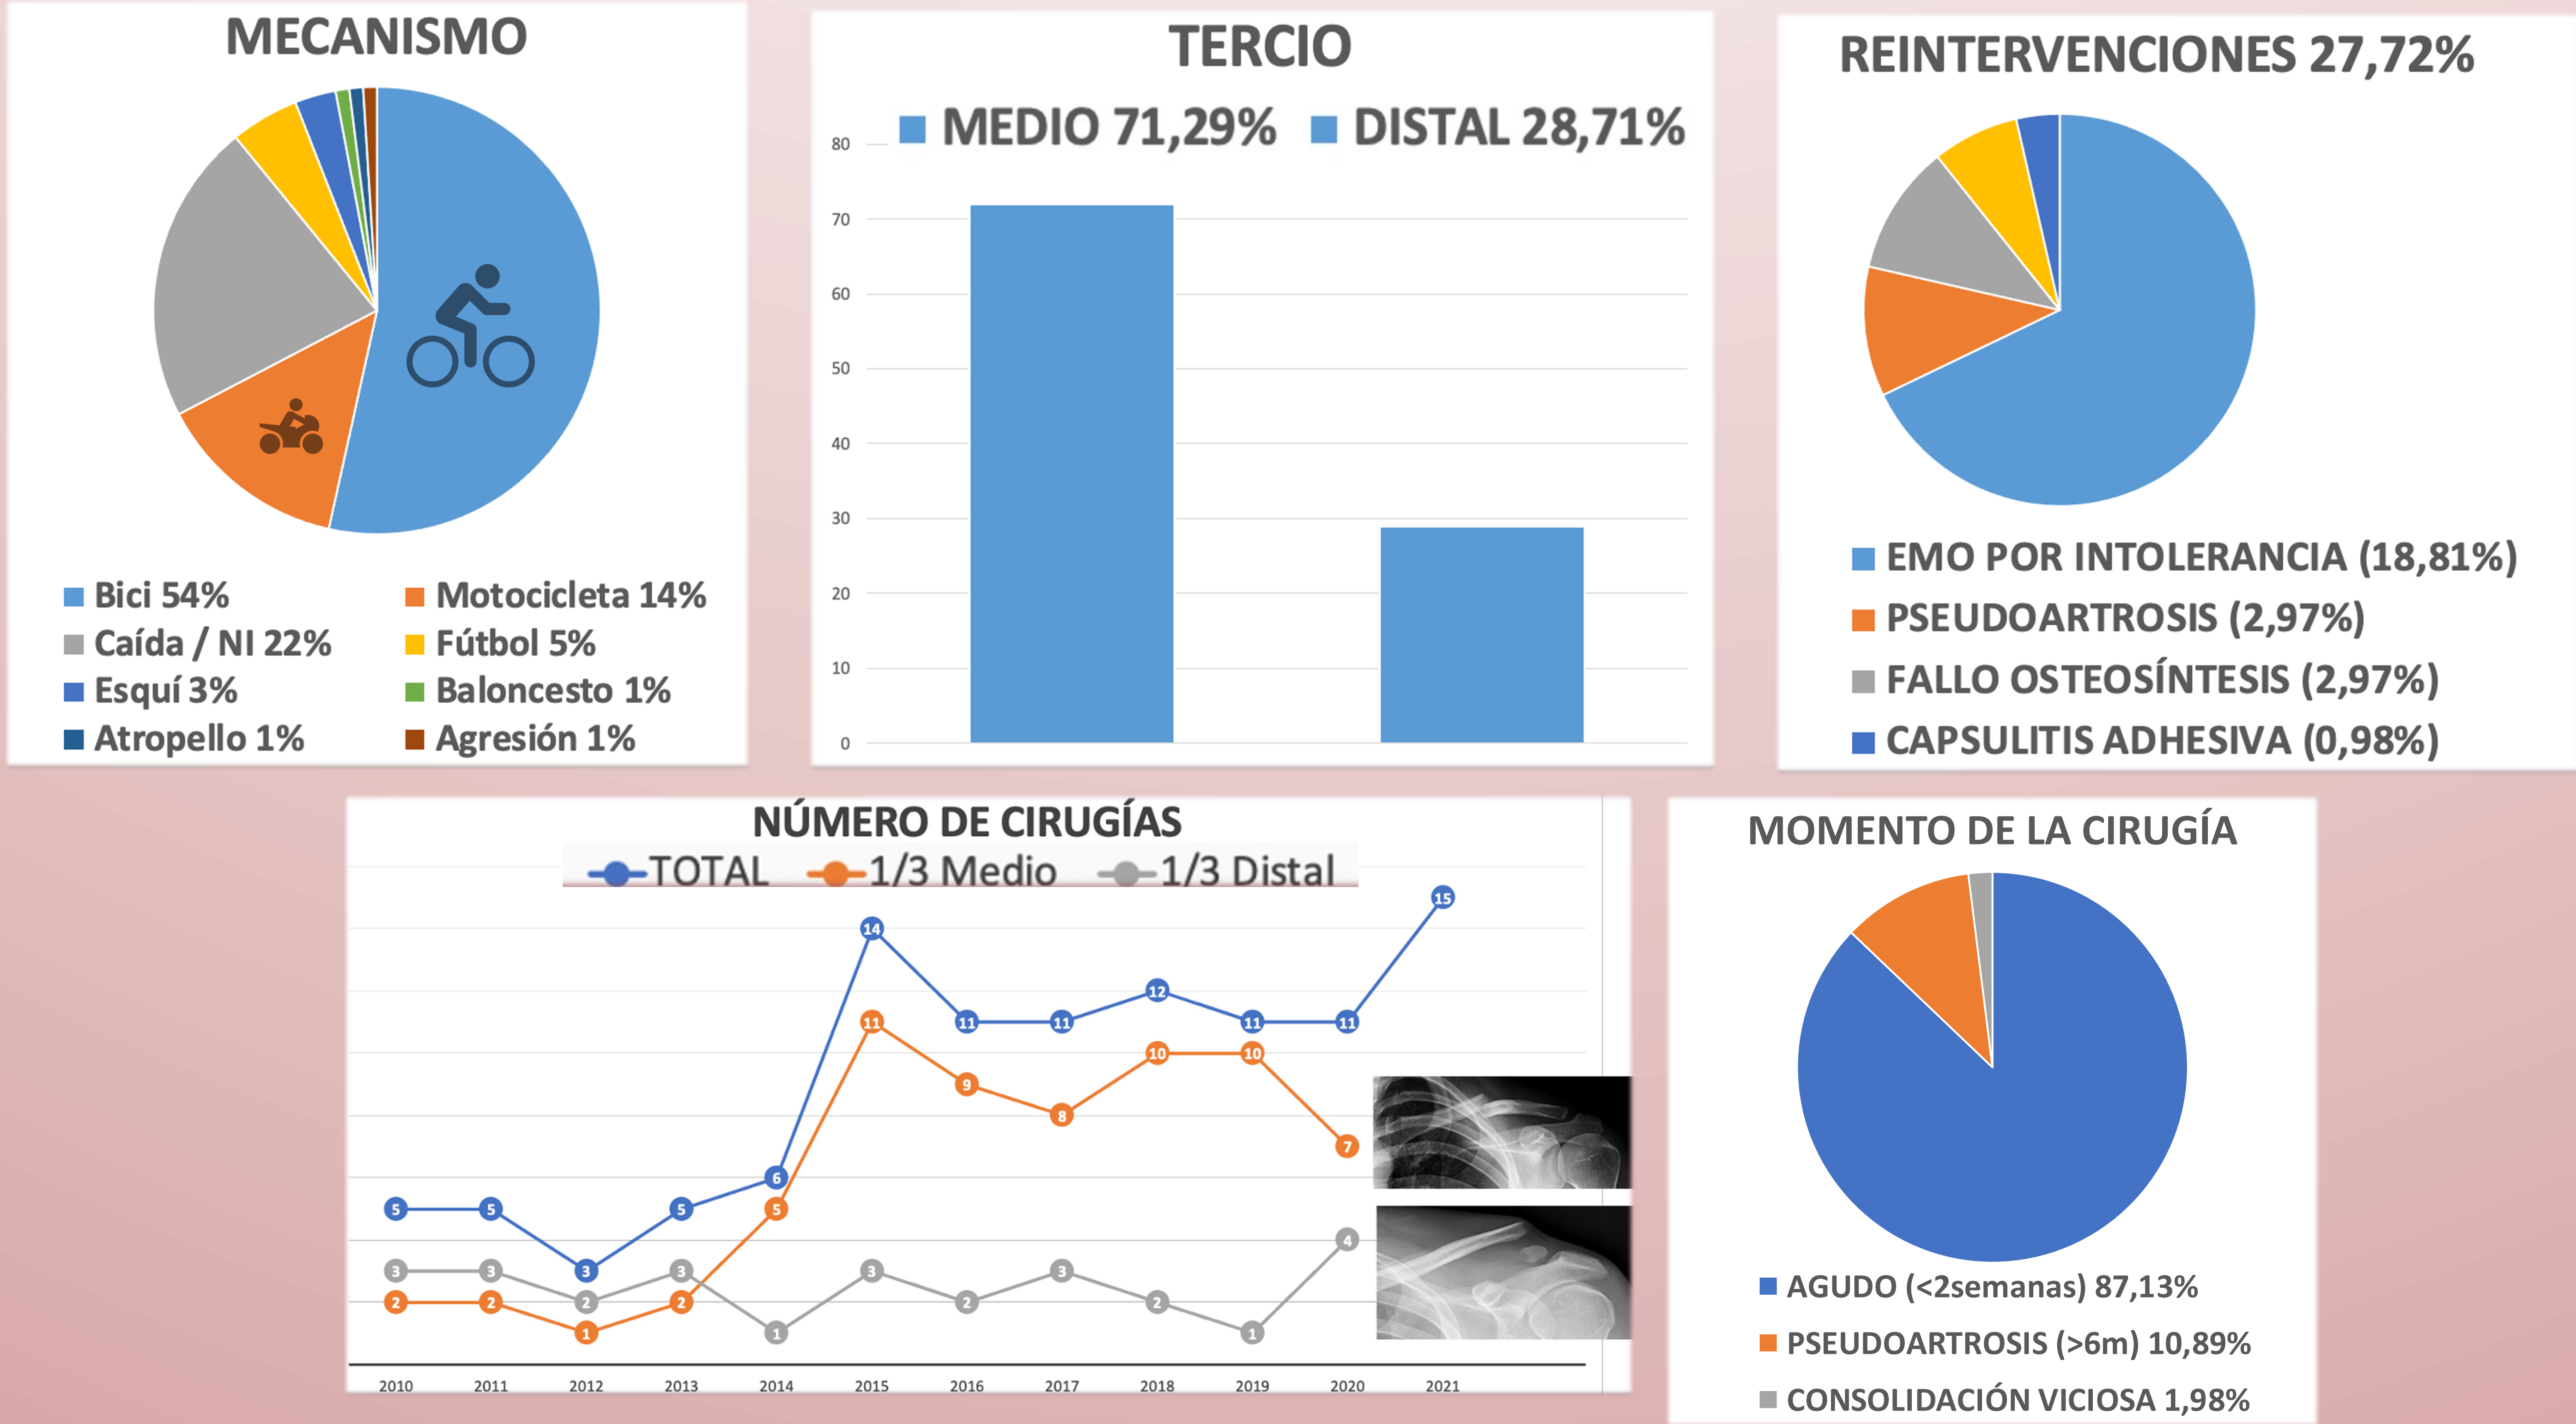 MECANISMO
Bici 54%
Motocicleta 14%
Caída / NI 22%
Fútbol 5%
Esquí 3%
Baloncesto 1%
Atropello 1%
Agresión 1%
TERCIO
MEDIO 71,29%
DISTAL 28,71%
80
70
60
50
40
30
20
10
0
REINTERVENCIONES 27,72%
EMO POR INTOLERANCIA (18,81%)
PSEUDOARTROSIS (2,97%)
FALLO OSTEOSÍNTESIS (2,97%)
CAPSULITIS ADHESIVA (0,98%)
NÚMERO DE CIRUGÍAS
TOTAL
1/3 Medio
1/3 Distal
5 5 3 5 6 14 11 11 12 11 11 15
2 2 1 2 5 11 9 8 10 10 7
3 3 2 3 1 3 2 3 2 1 4
2010 2011 2012 2013 2014 2015 2016 2017 2018 2019 2020 2021
MOMENTO DE LA CIRUGÍA
AGUDO (<2semanas) 87,13%
PSEUDOARTROSIS (>6m) 10,89%
CONSOLIDACIÓN VICIOSA 1,98%